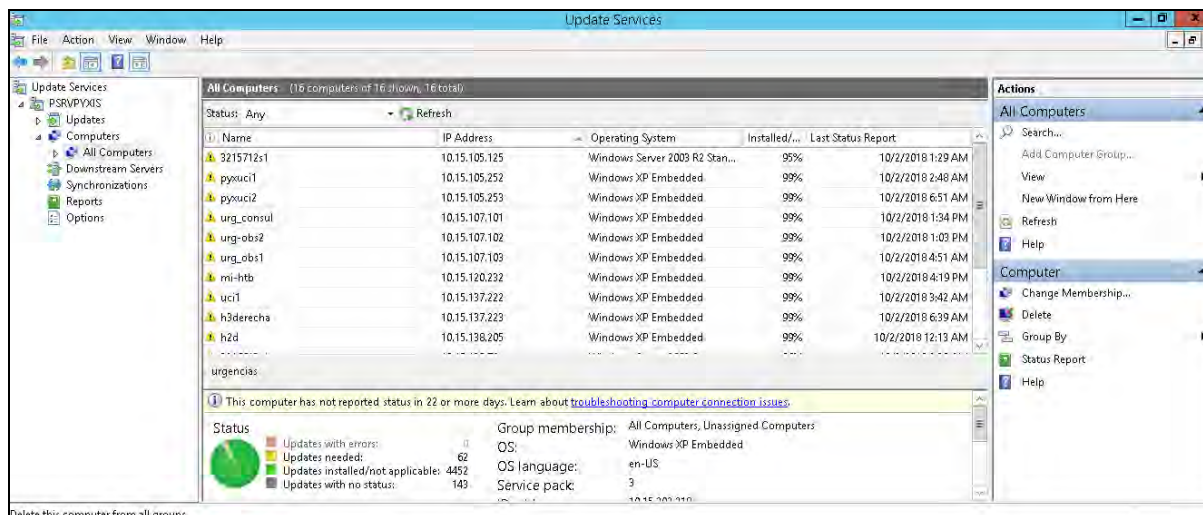 Update Services
File Action View Window Help
Update Services
PSRVPYXIS
Updates
Computers
All Computers
Downstream Servers
Synchronizations
Reports
Options
All Computers (16 computers of 16 shown, 16 total)
Status: Any Refresh
Name IP Address Operating System Installed/... Last Status Report
3215712s1 10.15.105.125 Windows Server 2003 R2 Stan... 95% 10/2/2018 1:29 AM
pyxuci1 10.15.105.252 Windows XP Embedded 99% 10/2/2018 2:48 AM
pyxuci2 10.15.105.253 Windows XP Embedded 99% 10/2/2018 6:51 AM
urg_consul 10.15.107.101 Windows XP Embedded 99% 10/2/2018 1:34 PM
urg-obs2 10.15.107.102 Windows XP Embedded 99% 10/2/2018 1:03 PM
urg_obs1 10.15.107.103 Windows XP Embedded 99% 10/2/2018 4:51 AM
mi-htb 10.15.120.232 Windows XP Embedded 99% 10/2/2018 4:19 PM
uci1 10.15.137.222 Windows XP Embedded 99% 10/2/2018 3:42 AM
h3derecha 10.15.137.223 Windows XP Embedded 99% 10/2/2018 6:39 AM
h2d 10.15.138.205 Windows XP Embedded 99% 10/2/2018 12:13 AM
urgencias
This computer has not reported status in 22 or more days. Learn about troubleshooting computer connection issues.
Status
Updates with errors: 0
Updates needed: 62
Updates installed/not applicable: 4452
Updates with no status: 143
Group membership: All Computers, Unassigned Computers
OS: Windows XP Embedded
OS language: en-US
Service pack: 3
Actions
All Computers
Search...
Add Computer Group...
View
New Window from Here
Refresh
Help
Computer
Change Membership...
Delete
Group By
Status Report
Help
Delete this computer from all groups